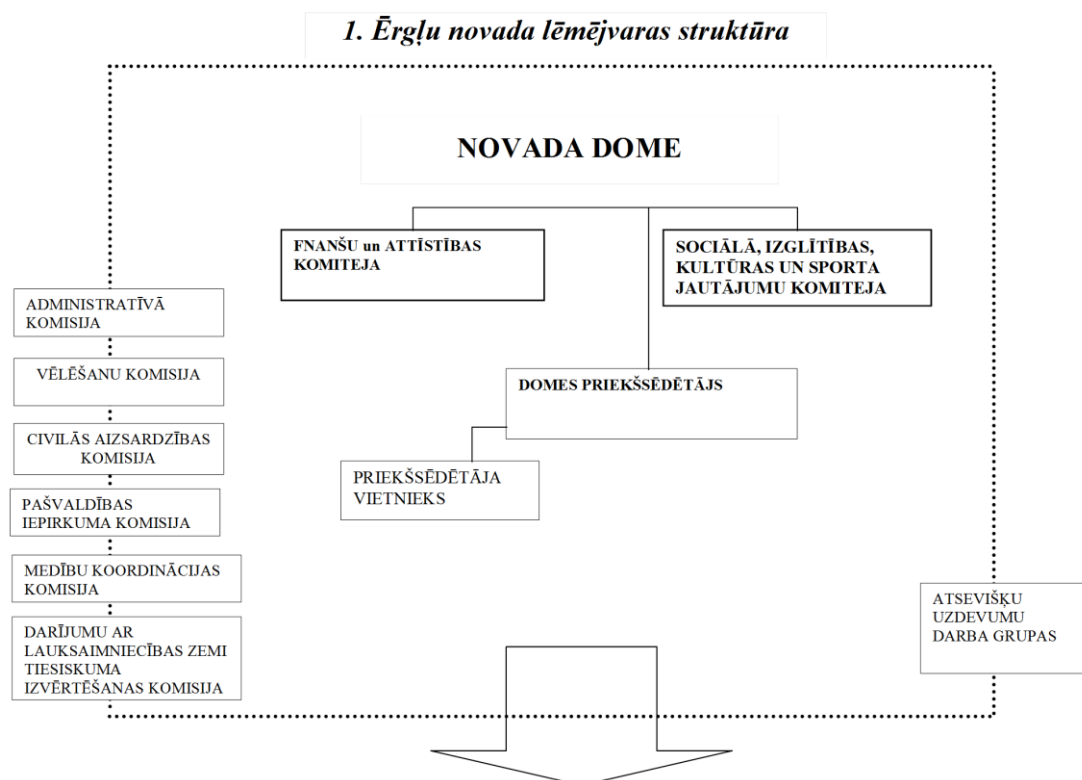 1. Ērgļu novada lēmējvaras struktūra
NOVADA DOME
FNANŠU un ATTĪSTĪBAS
KOMITEJA
SOCIĀLĀ, IZGLĪTĪBAS,
KULTŪRAS UN SPORTA
JAUTĀJUMU KOMITEJA
ADMINISTRATĪVĀ
KOMISIJA
VĒLĒŠANU KOMISIJA
CIVILĀS AIZSARDZĪBAS
KOMISIJA
PAŠVALDĪBAS
IEPIRKUMA KOMISIJA
MEDĪBU KOORDINĀCIJAS
KOMISIJA
DARĪJUMU AR
LAUKSAIMNIECĪBAS ZEMI
TIESISKUMA
IZVĒRTĒŠANAS KOMISIJA
DOMES PRIEKŠSĒDĒTĀJS
PRIEKŠSĒDĒTĀJA
VIETNIEKS
ATSEVIŠĶU
UZDEVUMU
DARBA GRUPAS